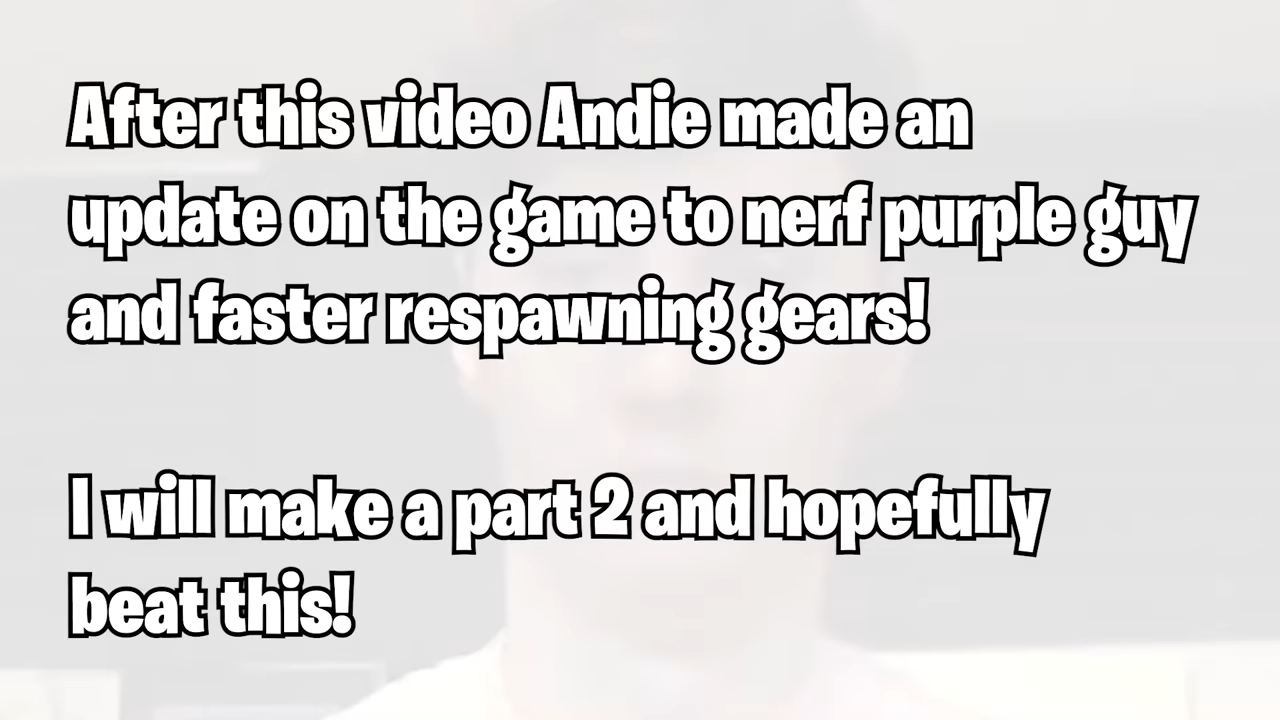 After this video Andie made an
update on the game to nerf purple guy
and faster respawning gears!
I will make a part 2 and hopefully
beat this!